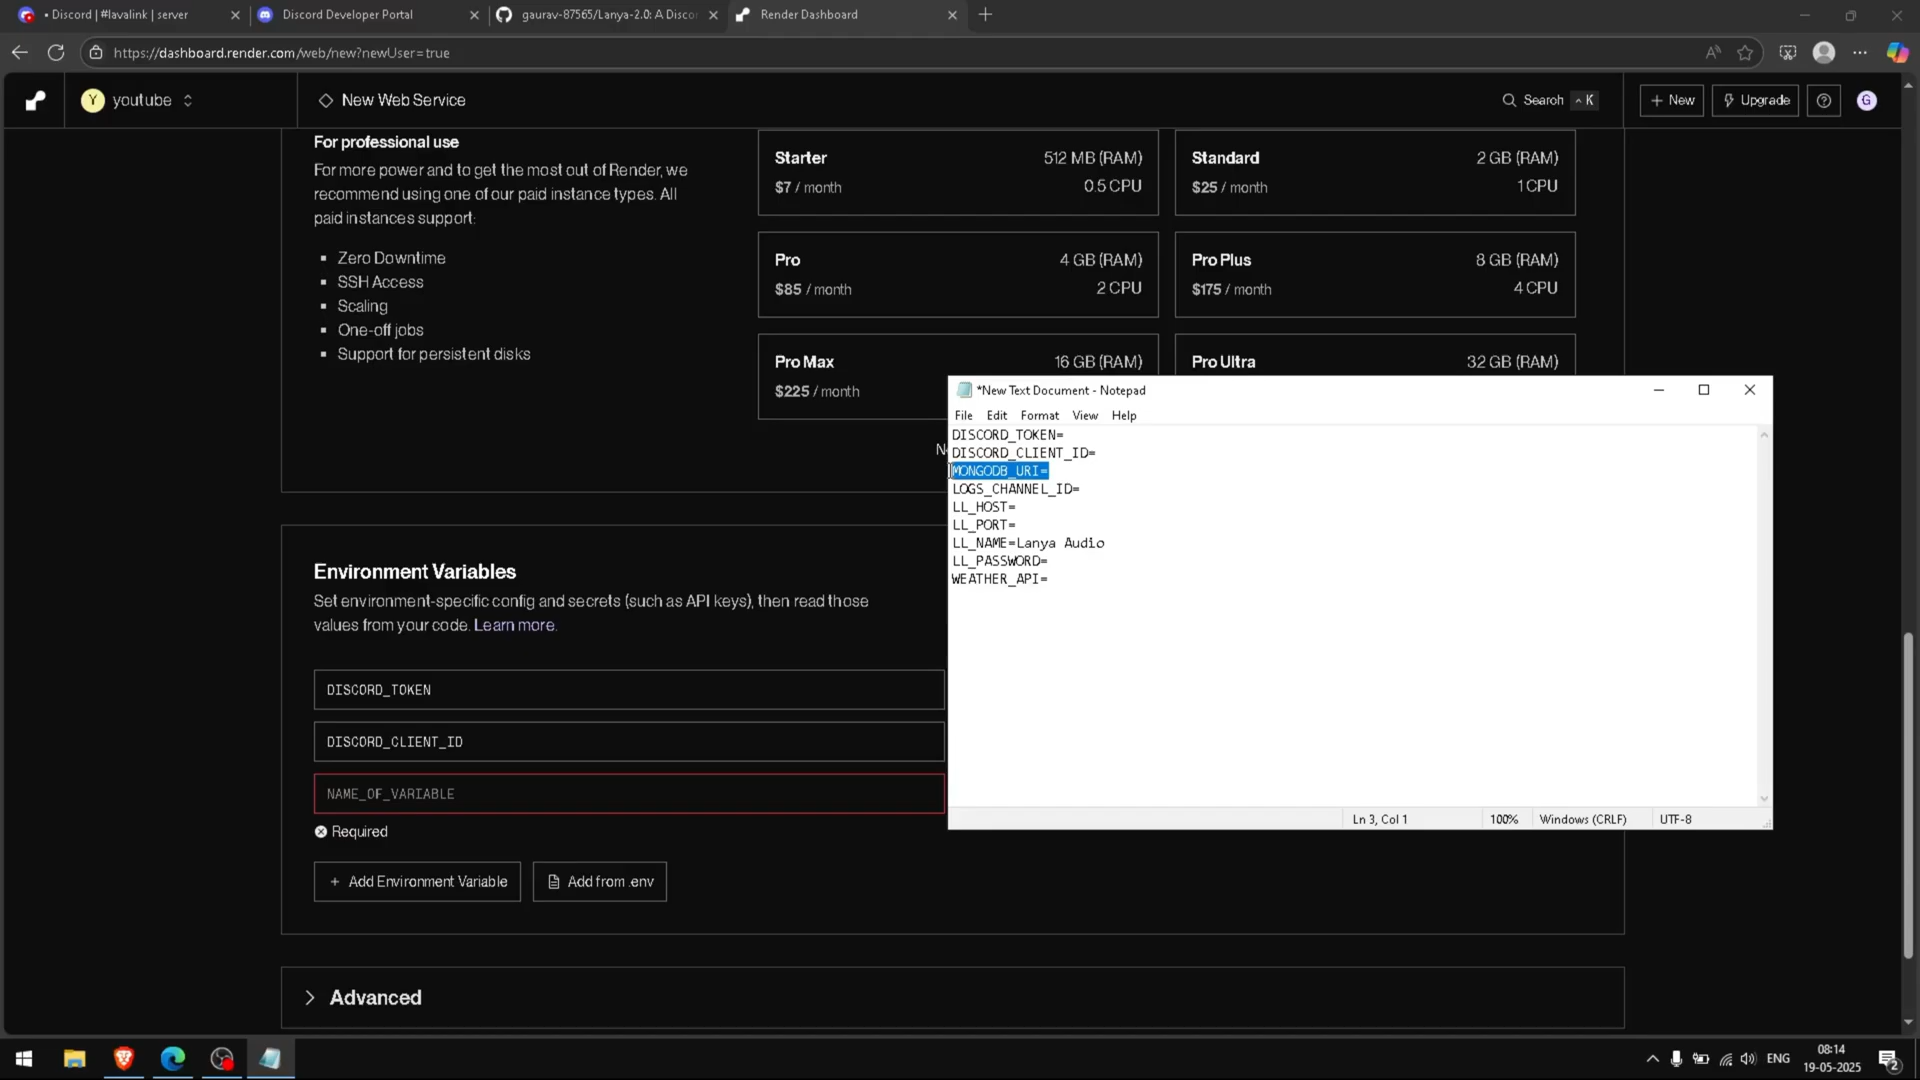 • Discord | #lavalink | server
Discord Developer Portal
gaurav-87565/Lanya-2.0: A Discor
Render Dashboard
https://dashboard.render.com/web/new?newUser=true
Y youtube
New Web Service
Search ^ K
+ New
Upgrade
G
For professional use
For more power and to get the most out of Render, we
recommend using one of our paid instance types. All
paid instances support:
Zero Downtime
SSH Access
Scaling
One-off jobs
Support for persistent disks
Starter 512 MB (RAM)
$7 / month 0.5 CPU
Standard 2 GB (RAM)
$25 / month 1 CPU
Pro 4 GB (RAM)
$85 / month 2 CPU
Pro Plus 8 GB (RAM)
$175 / month 4 CPU
Pro Max 16 GB (RAM)
$225 / month
Pro Ultra 32 GB (RAM)
*New Text Document - Notepad
File Edit Format View Help
DISCORD_TOKEN=
DISCORD_CLIENT_ID=
MONGODB_URI=
LOGS_CHANNEL_ID=
LL_HOST=
LL_PORT=
LL_NAME=Lanya Audio
LL_PASSWORD=
WEATHER_API=
Ln 3, Col 1 100% Windows (CRLF) UTF-8
Environment Variables
Set environment-specific config and secrets (such as API keys), then read those
values from your code. Learn more.
DISCORD_TOKEN
DISCORD_CLIENT_ID
NAME_OF_VARIABLE
Required
+ Add Environment Variable
Add from .env
Advanced
ENG
08:14
19-05-2025
2